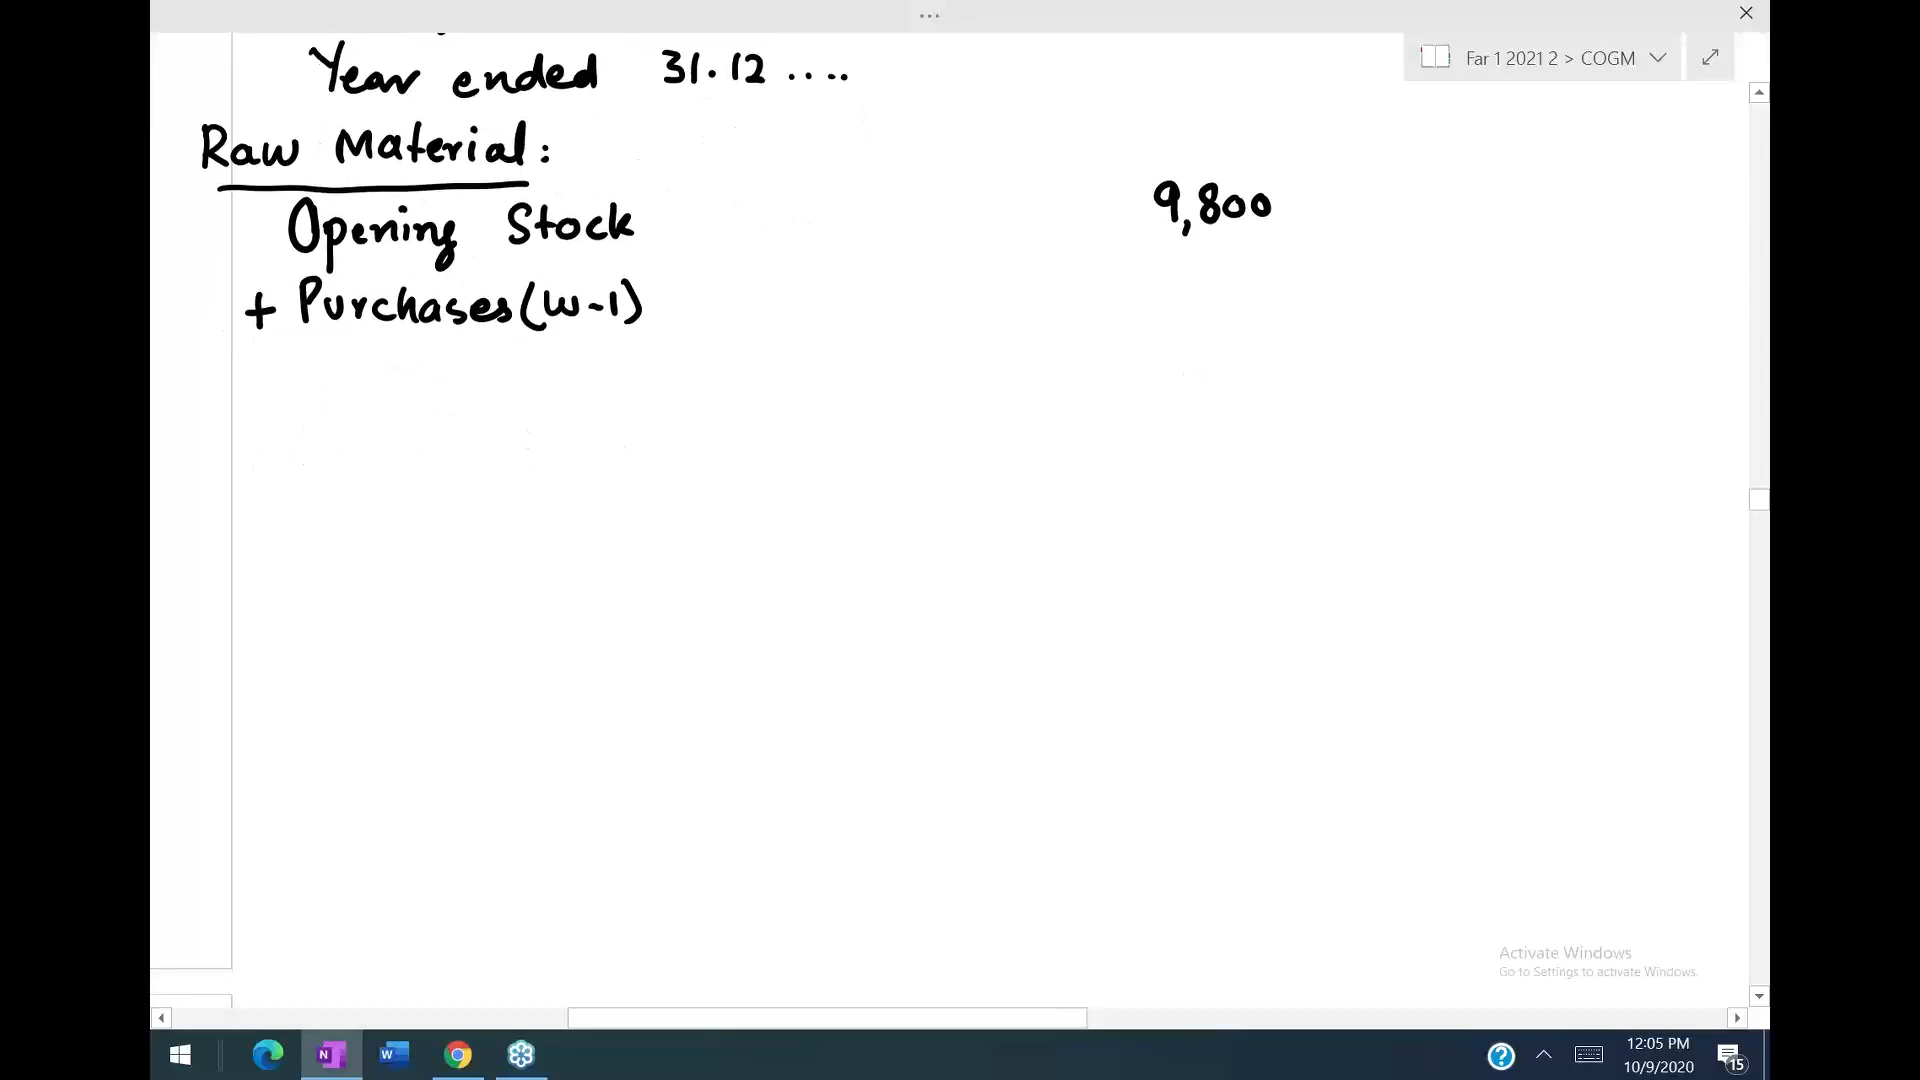 ...
Year ended 31.12 ....
Far 1 2021 2 > COGM
Raw Material:
Opening Stock 9,800
+ Purchases (W-1)
Activate Windows
Go to Settings to activate Windows.
12:05 PM
10/9/2020
15